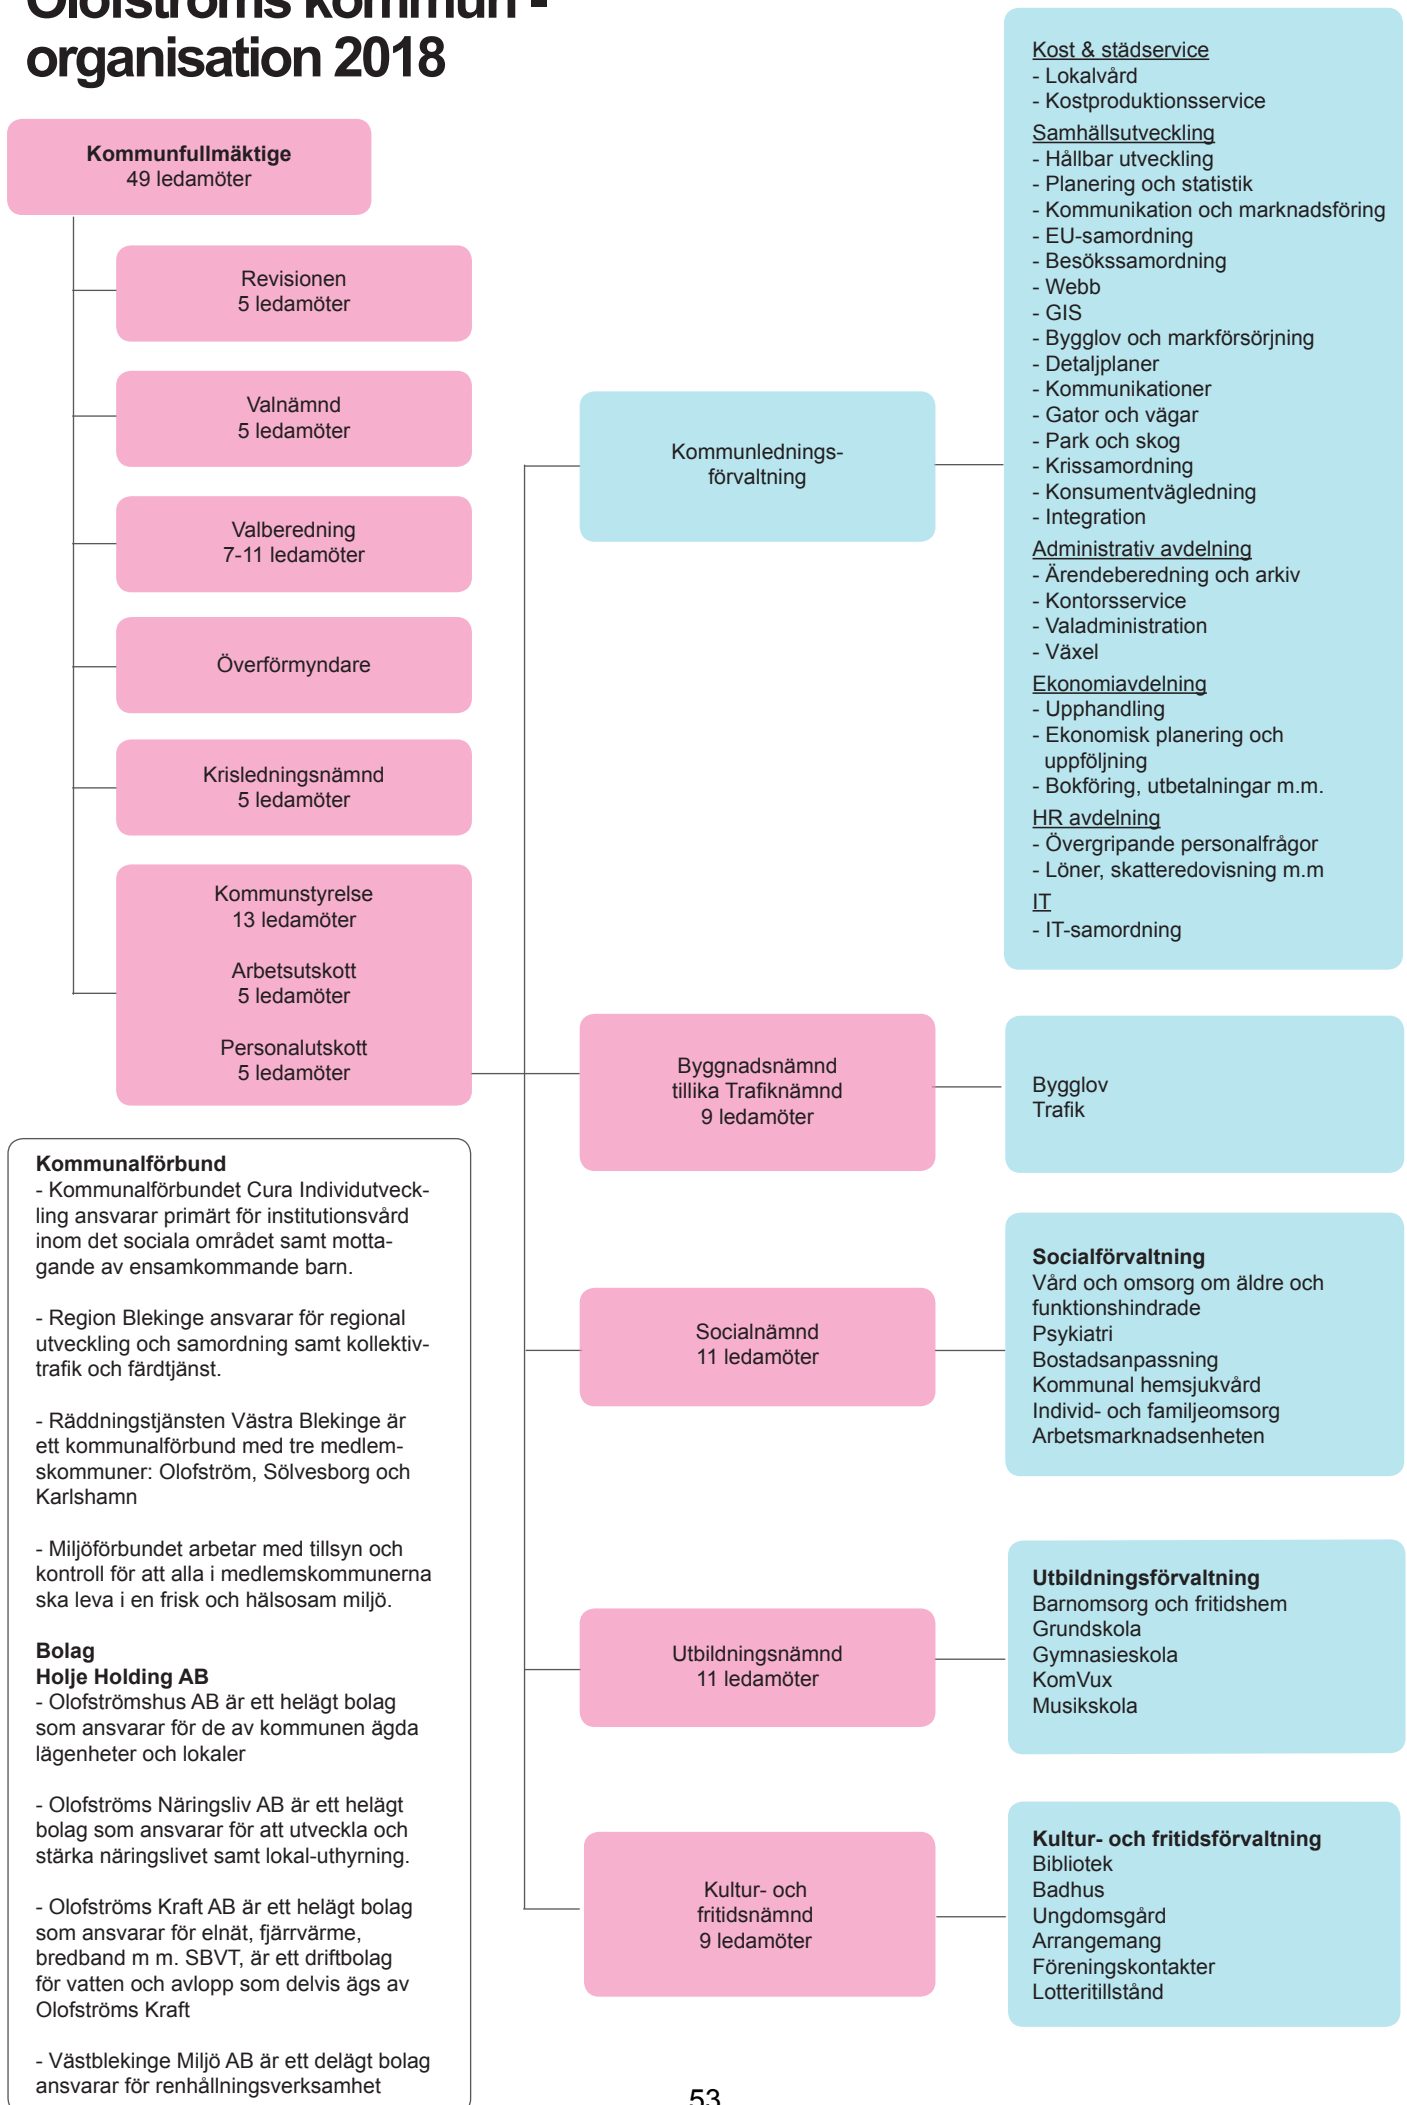 Olofströms kommun -
organisation 2018
Kommunfullmäktige
49 ledamöter
Revisionen
5 ledamöter
Valnämnd
5 ledamöter
Valberedning
7-11 ledamöter
Överförmyndare
Krisledningsnämnd
5 ledamöter
Kommunstyrelse
13 ledamöter
Arbetsutskott
5 ledamöter
Personalutskott
5 ledamöter
Kommunalförbund
- Kommunalförbundet Cura Individutveck-
ling ansvarar primärt för institutionsvård
inom det sociala området samt motta-
gande av ensamkommande barn.
- Region Blekinge ansvarar för regional
utveckling och samordning samt kollektiv-
trafik och färdtjänst.
- Räddningstjänsten Västra Blekinge är
ett kommunalförbund med tre medlem-
skommuner: Olofström, Sölvesborg och
Karlshamn
- Miljöförbundet arbetar med tillsyn och
kontroll för att alla i medlemskommunerna
ska leva i en frisk och hälsosam miljö.
Bolag
Holje Holding AB
- Olofströmshus AB är ett helägt bolag
som ansvarar för de av kommunen ägda
lägenheter och lokaler
- Olofströms Näringsliv AB är ett helägt
bolag som ansvarar för att utveckla och
stärka näringslivet samt lokal-uthyrning.
- Olofströms Kraft AB är ett helägt bolag
som ansvarar för elnät, fjärrvärme,
bredband m m. SBVT, är ett driftbolag
för vatten och avlopp som delvis ägs av
Olofströms Kraft
- Västblekinge Miljö AB är ett delägt bolag
ansvarar för renhållningsverksamhet
Kommunlednings-
förvaltning
Kost & städservice
- Lokalvård
- Kostproduktionsservice
Samhällsutveckling
- Hållbar utveckling
- Planering och statistik
- Kommunikation och marknadsföring
- EU-samordning
- Besökssamordning
- Webb
- GIS
- Bygglov och markförsörjning
- Detaljplaner
- Kommunikationer
- Gator och vägar
- Park och skog
- Krissamordning
- Konsumentvägledning
- Integration
Administrativ avdelning
- Ärendeberedning och arkiv
- Kontorsservice
- Valadministration
- Växel
Ekonomiavdelning
- Upphandling
- Ekonomisk planering och
uppföljning
- Bokföring, utbetalningar m.m.
HR avdelning
- Övergripande personalfrågor
- Löner, skatteredovisning m.m
IT
- IT-samordning
Byggnadsnämnd
tillika Trafiknämnd
9 ledamöter
Bygglov
Trafik
Socialnämnd
11 ledamöter
Socialförvaltning
Vård och omsorg om äldre och
funktionshindrade
Psykiatri
Bostadsanpassning
Kommunal hemsjukvård
Individ- och familjeomsorg
Arbetsmarknadsenheten
Utbildningsnämnd
11 ledamöter
Utbildningsförvaltning
Barnomsorg och fritidshem
Grundskola
Gymnasieskola
KomVux
Musikskola
Kultur- och
fritidsnämnd
9 ledamöter
Kultur- och fritidsförvaltning
Bibliotek
Badhus
Ungdomsgård
Arrangemang
Föreningskontakter
Lotteritillstånd
53